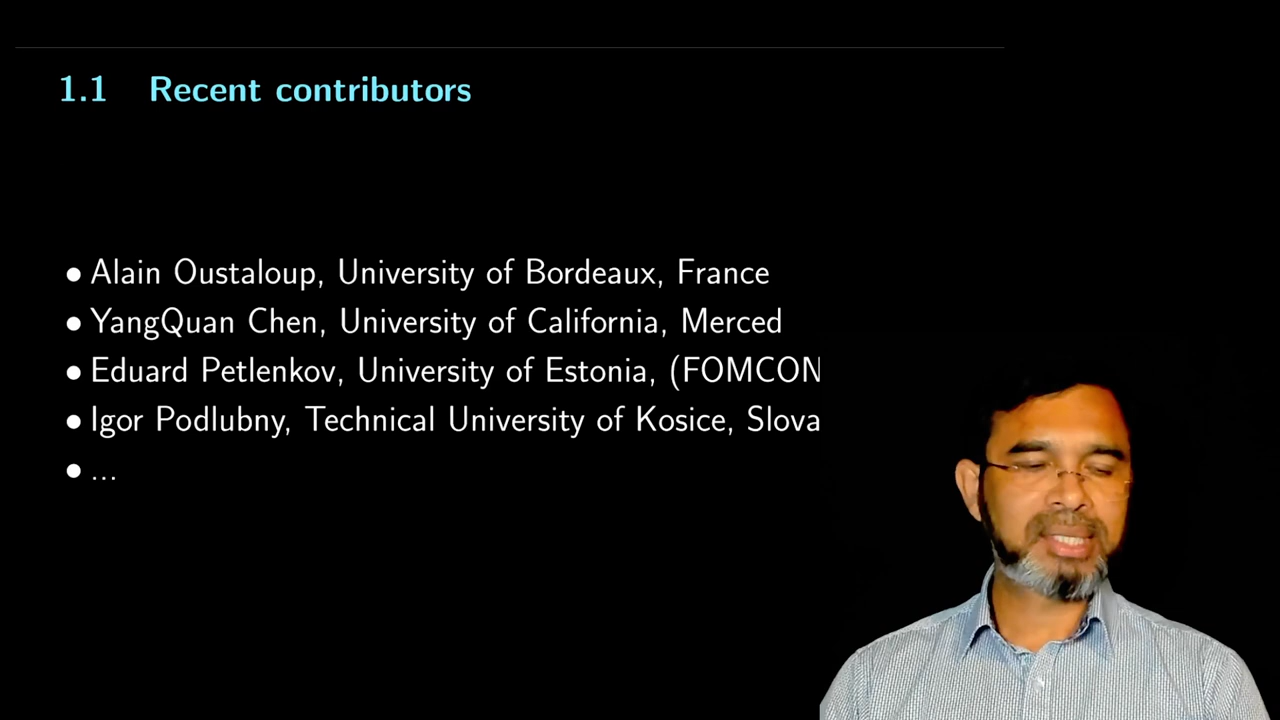 1.1 Recent contributors
• Alain Oustaloup, University of Bordeaux, France
• YangQuan Chen, University of California, Merced
• Eduard Petlenkov, University of Estonia, (FOMCON
• Igor Podlubny, Technical University of Kosice, Slova
• ...